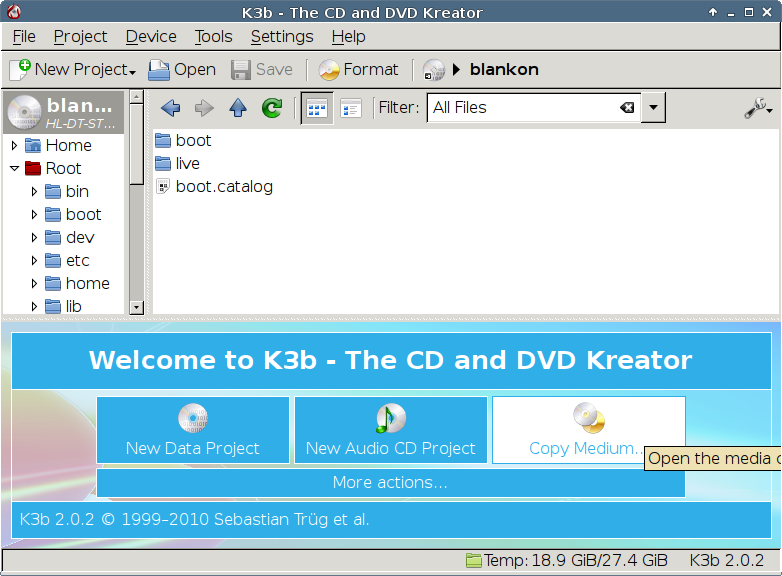 K3b - The CD and DVD Kreator
File Project Device Tools Settings Help
New Project Open Save Format blankon
blan...
HL-DT-ST...
Filter: All Files
Home
Root
bin
boot
dev
etc
home
lib
boot
live
boot.catalog
Welcome to K3b - The CD and DVD Kreator
New Data Project New Audio CD Project Copy Medium...
Open the media
More actions...
K3b 2.0.2 © 1999–2010 Sebastian Trüg et al.
Temp: 18.9 GiB/27.4 GiB K3b 2.0.2